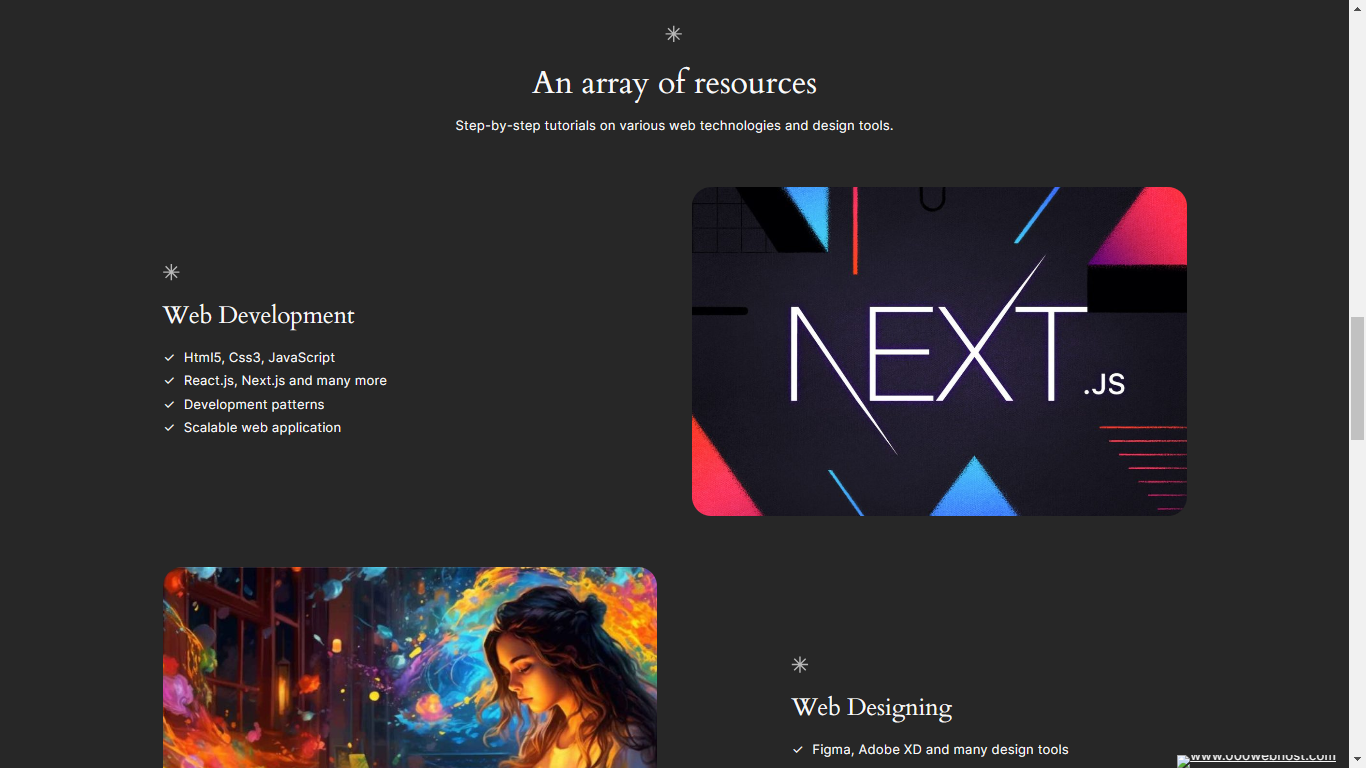 An array of resources
Step-by-step tutorials on various web technologies and design tools.
Web Development
Html5, Css3, JavaScript
React.js, Next.js and many more
Development patterns
Scalable web application
NEXT.JS
Web Designing
Figma, Adobe XD and many design tools
www.000webhost.com